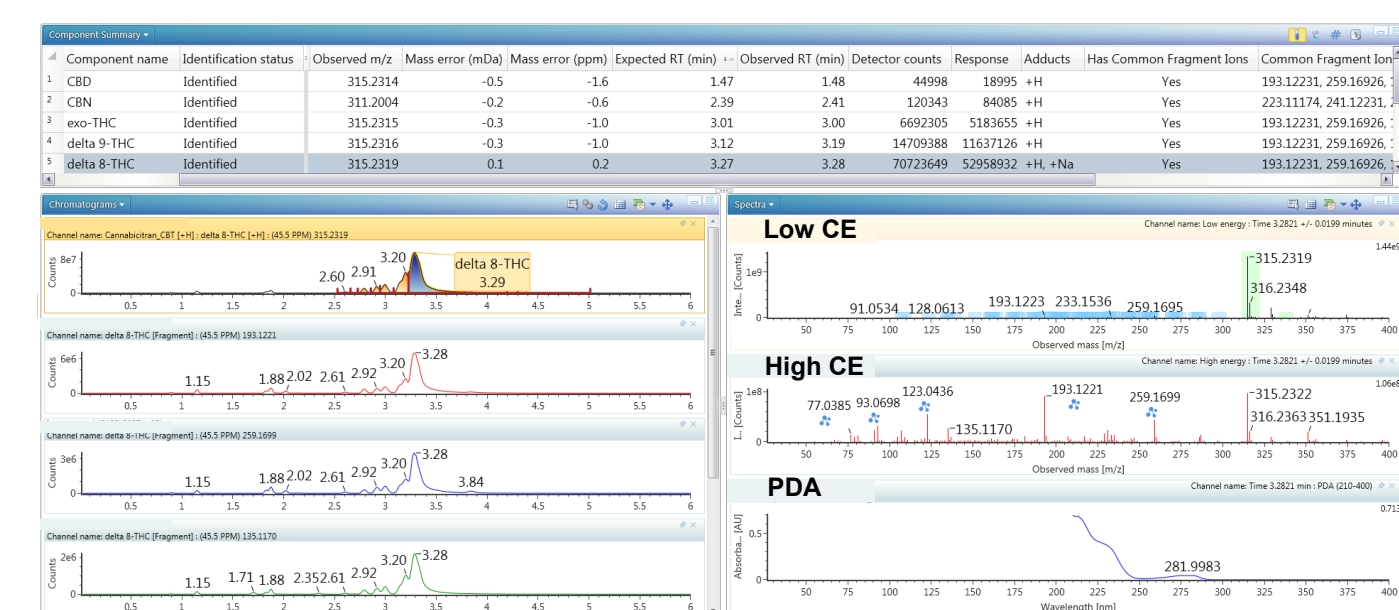 Component Summary
Component name Identification status Observed m/z Mass error (mDa) Mass error (ppm) Expected RT (min) Observed RT (min) Detector counts Response Adducts Has Common Fragment Ions Common Fragment Ion
1 CBD Identified 315.2314 -0.5 -1.6 1.47 1.48 44998 18995 +H Yes 193.12231, 259.16926,
2 CBN Identified 311.2004 -0.2 -0.6 2.39 2.41 120343 84085 +H Yes 223.11174, 241.12231,
3 exo-THC Identified 315.2315 -0.3 -1.0 3.01 3.00 6692305 5183655 +H Yes 193.12231, 259.16926,
4 delta 9-THC Identified 315.2316 -0.3 -1.0 3.12 3.19 14709388 11637126 +H Yes 193.12231, 259.16926,
5 delta 8-THC Identified 315.2319 0.1 0.2 3.27 3.28 70723649 52958932 +H, +Na Yes 193.12231, 259.16926,
Chromatograms
Channel name: Cannabicitran_CBT [+H] : delta 8-THC [+H] : (45.5 PPM) 315.2319
Counts
8e7
0
2.60 2.91 3.20
delta 8-THC
3.29
0.5 1 1.5 2 2.5 3 3.5 4 4.5 5 5.5 6
Channel name: delta 8-THC [Fragment] : (45.5 PPM) 193.1221
Counts
6e6
0
1.15 1.88 2.02 2.61 2.92 3.20 3.28
0.5 1 1.5 2 2.5 3 3.5 4 4.5 5 5.5 6
Channel name: delta 8-THC [Fragment] : (45.5 PPM) 259.1699
Counts
3e6
0
1.15 1.88 2.02 2.61 2.92 3.20 3.28 3.84
0.5 1 1.5 2 2.5 3 3.5 4 4.5 5 5.5 6
Channel name: delta 8-THC [Fragment] : (45.5 PPM) 135.1170
Counts
2e6
0
1.15 1.71 1.88 2.35 2.61 2.92 3.20 3.28
0.5 1 1.5 2 2.5 3 3.5 4 4.5 5 5.5 6
Spectra
Low CE
Channel name: Low energy : Time 3.2821 +/- 0.0199 minutes
1.44e9
Inte... [Counts]
1e9
0
91.0534 128.0613 193.1223 233.1536 259.1695 315.2319
316.2348
50 75 100 125 150 175 200 225 250 275 300 325 350 375 400
Observed mass [m/z]
High CE
Channel name: High energy : Time 3.2821 +/- 0.0199 minutes
1.06e8
I... [Counts]
1e8
0
77.0385 93.0698 123.0436 135.1170 193.1221 259.1699 315.2322
316.2363 351.1935
50 75 100 125 150 175 200 225 250 275 300 325 350 375 400
Observed mass [m/z]
PDA
Channel name: Time 3.2821 min : PDA (210-400)
0.713
Absorba... [AU]
0.5
0
281.9983
50 75 100 125 150 175 200 225 250 275 300 325 350 375 400
Wavelength [nm]